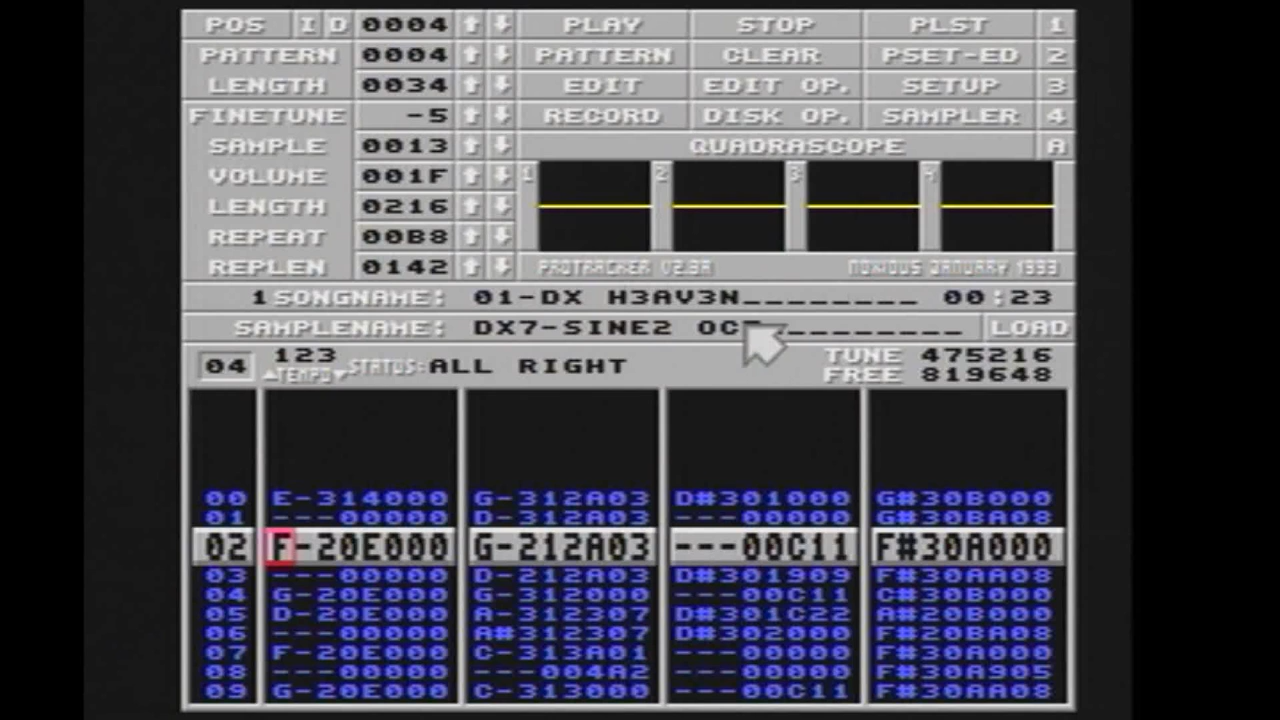 POS I D 0004 PLAY STOP PLST 1
PATTERN 0004 PATTERN CLEAR PSET-ED 2
LENGTH 0034 EDIT EDIT OP. SETUP 3
FINETUNE -5 RECORD DISK OP. SAMPLER 4
SAMPLE 0013 QUADRASCOPE A
VOLUME 001F 1 2 3 4
LENGTH 0216
REPEAT 00B8
REPLEN 0142 PROTRACKER V2.3A NOXIOUS JANUARY 1993
1 SONGNAME: 01-DX H3AV3N________ 00:23
SAMPLENAME: DX7-SINE2 ________ LOAD
04 123 TEMPO STATUS: ALL RIGHT TUNE 475216
FREE 819648
00 E-314000 G-312A03 D#301000 G#30B000
01 ---00000 D-312A03 ---00000 G#30BA08
02 F-20E000 G-212A03 ---00C11 F#30A000
03 ---00000 D-212A03 D#301909 F#30AA08
04 G-20E000 G-312000 ---00C11 C#30B000
05 D-20E000 A-312307 D#301C22 A#20B000
06 ---00000 A#312307 D#302000 F#20BA08
07 F-20E000 C-313A01 ---00000 F#30A000
08 ---00000 ---004A2 ---00000 F#30A905
09 G-20E000 C-313000 ---00C11 F#30AA08